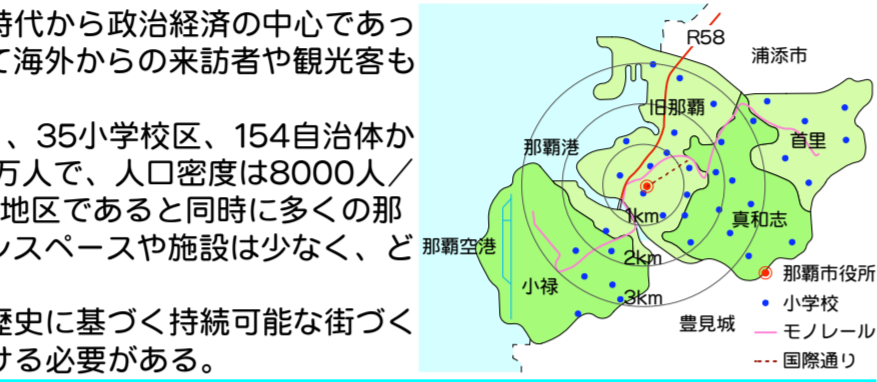 時代から政治経済の中心であっ
て海外からの来訪者や観光客も
、35小学校区、154自治体か
万人で、人口密度は8000人／
地区であると同時に多くの那
ンスペースや施設は少なく、ど
歴史に基づく持続可能な街づく
ける必要がある。
R58
浦添市
旧那覇
首里
那覇港
1km
真和志
那覇空港
2km
小禄
3km
豊見城
那覇市役所
小学校
モノレール
国際通り